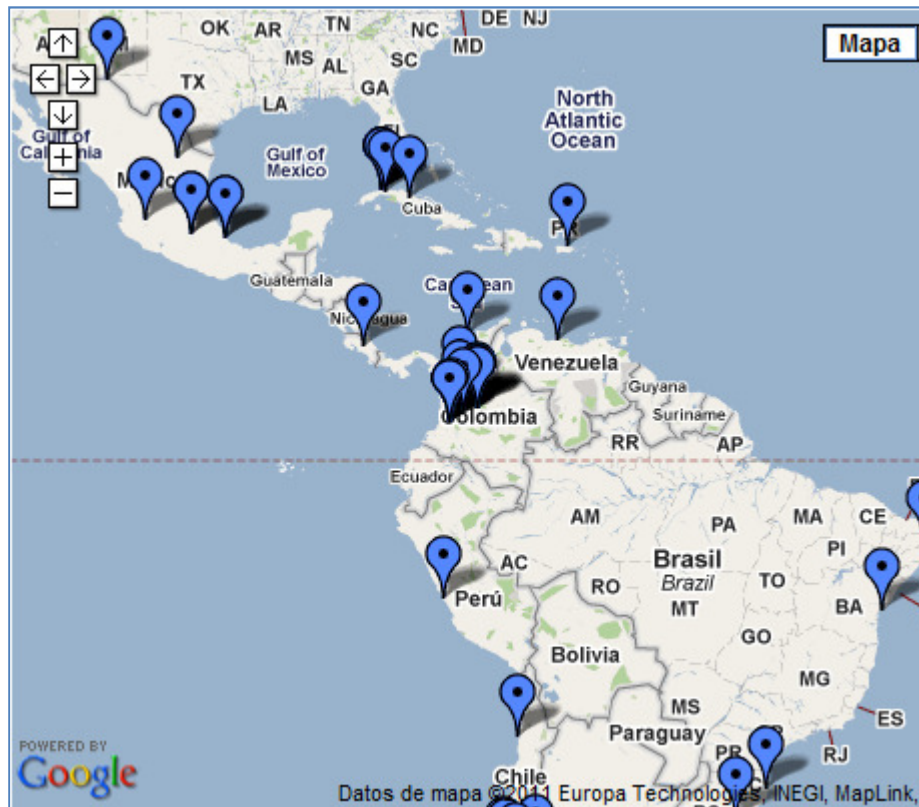 DE NJ
OK
AR
TN
NC
MD
Mapa
MS
AL
SC
TX
GA
LA
North
Atlantic
Ocean
Gulf of
Mexico
Cuba
Guatemala
Venezuela
Guyana
Suriname
Colombia
RR
AP
Ecuador
AM
PA
MA
CE
PI
Brasil
Brazil
AC
RO
TO
Perú
MT
BA
GO
Bolivia
MG
MS
ES
Paraguay
PR
RJ
POWERED BY
Google
Chile
Datos de mapa ©2011 Europa Technologies, INEGI, MapLink,